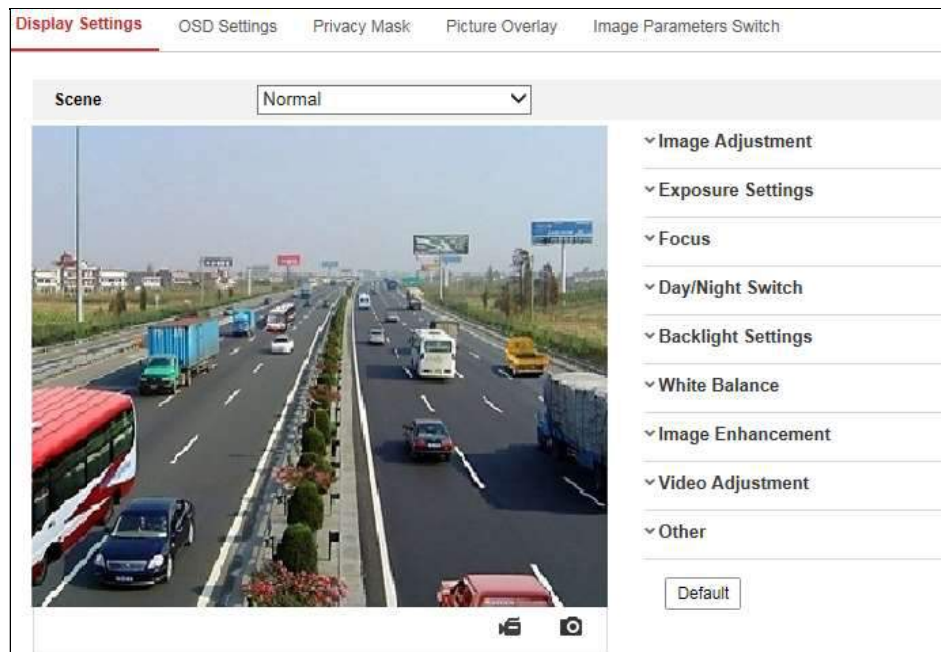 Display Settings OSD Settings Privacy Mask Picture Overlay Image Parameters Switch
Scene Normal
Image Adjustment
Exposure Settings
Focus
Day/Night Switch
Backlight Settings
White Balance
Image Enhancement
Video Adjustment
Other
Default